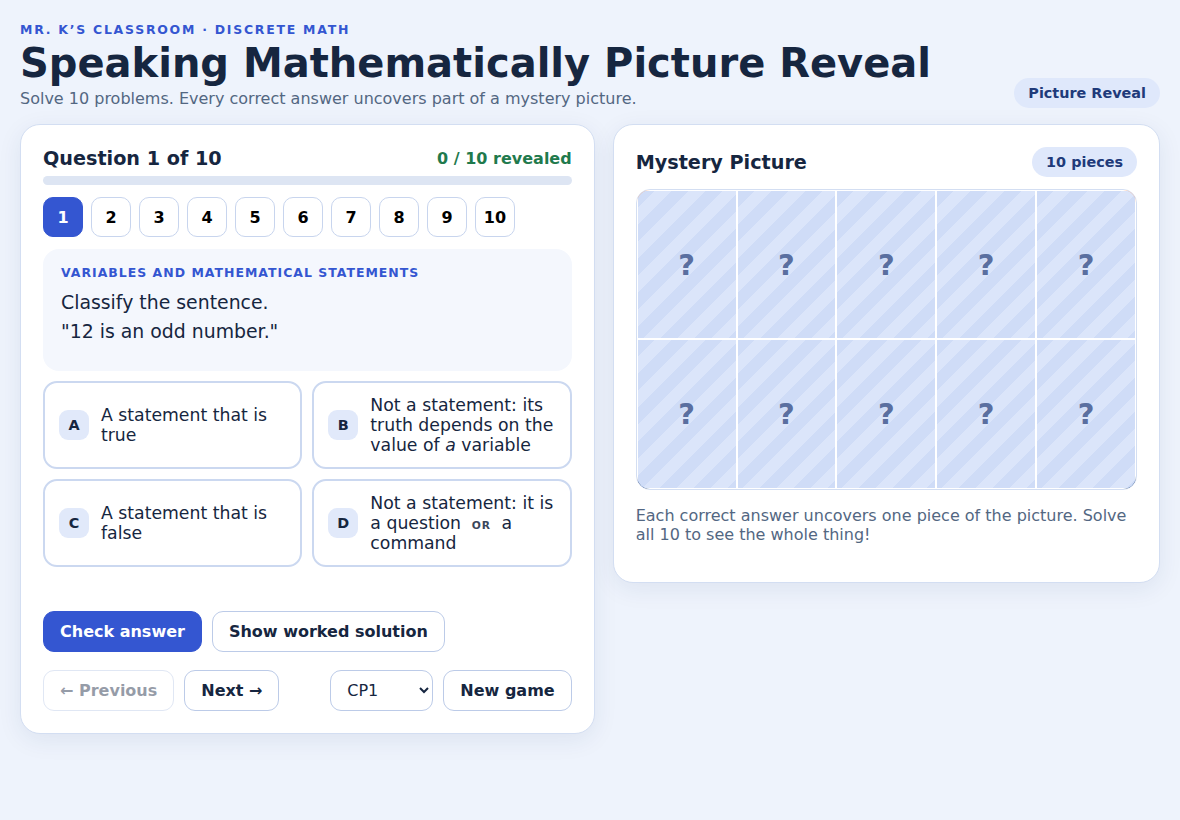 MR. K’S CLASSROOM · DISCRETE MATH
Speaking Mathematically Picture Reveal
Solve 10 problems. Every correct answer uncovers part of a mystery picture.
Picture Reveal
Question 1 of 10
0 / 10 revealed
1 2 3 4 5 6 7 8 9 10
VARIABLES AND MATHEMATICAL STATEMENTS
Classify the sentence.
"12 is an odd number."
A
A statement that is
true
B
Not a statement: its
truth depends on the
value of a variable
C
A statement that is
false
D
Not a statement: it is
a question OR a
command
Check answer
Show worked solution
← Previous
Next →
CP1
New game
Mystery Picture
10 pieces
? ? ? ? ?
? ? ? ? ?
Each correct answer uncovers one piece of the picture. Solve
all 10 to see the whole thing!